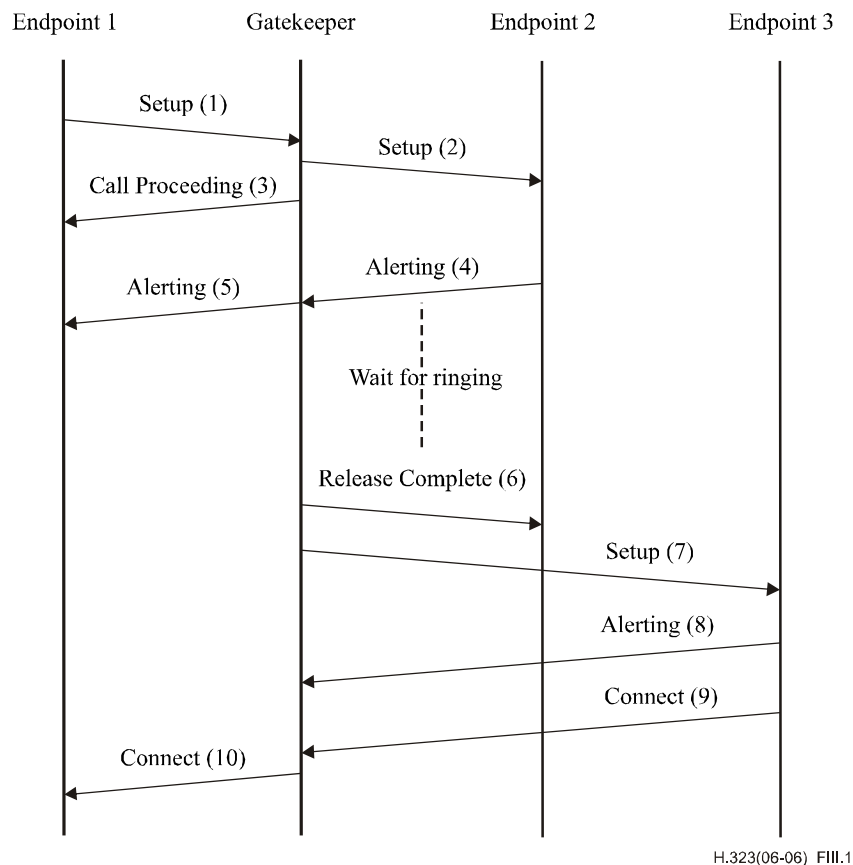 Endpoint 1 Gatekeeper Endpoint 2 Endpoint 3
Setup (1)
Setup (2)
Call Proceeding (3)
Alerting (4)
Alerting (5)
Wait for ringing
Release Complete (6)
Setup (7)
Alerting (8)
Connect (9)
Connect (10)
H.323(06-06)_FIII.1